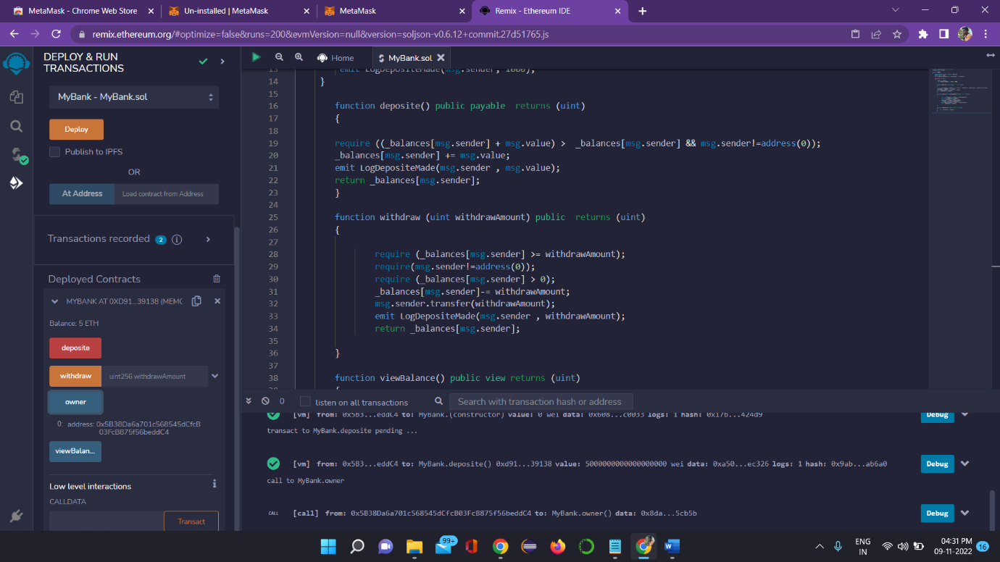 MetaMask - Chrome Web Store
Un-installed | MetaMask
MetaMask
Remix - Ethereum IDE
remix.ethereum.org/#optimize=false&runs=200&evmVersion=null&version=soljson-v0.6.12+commit.27d51765.js
DEPLOY & RUN
TRANSACTIONS
MyBank - MyBank.sol
Deploy
Publish to IPFS
OR
At Address
Load contract from Address
Transactions recorded 2
Deployed Contracts
MYBANK AT 0XD91...39138 (MEMO
Balance: 5 ETH
deposite
withdraw
uint256 withdrawAmount
owner
0: address: 0x5B38Da6a701c568545dCfcB
03FcB875f56beddC4
viewBalan...
Low level interactions
CALLDATA
Transact
Home
MyBank.sol
13 emit LogDepositeMade(msg.sender, 1000);
14 }
15
16 function deposite() public payable  returns (uint)
17 {
18
19 require ((_balances[msg.sender] + msg.value) >  _balances[msg.sender] && msg.sender!=address(0));
20 _balances[msg.sender] += msg.value;
21 emit LogDepositeMade(msg.sender , msg.value);
22 return _balances[msg.sender];
23 }
24
25 function withdraw (uint withdrawAmount) public  returns (uint)
26 {
27
28 require (_balances[msg.sender] >= withdrawAmount);
29 require(msg.sender!=address(0));
30 require (_balances[msg.sender] > 0);
31 _balances[msg.sender]-= withdrawAmount;
32 msg.sender.transfer(withdrawAmount);
33 emit LogDepositeMade(msg.sender , withdrawAmount);
34 return _balances[msg.sender];
35
36 }
37
38 function viewBalance() public view returns (uint)
0
listen on all transactions
Search with transaction hash or address
[vm] from: 0x5B3...eddC4 to: MyBank.(constructor) value: 0 wei data: 0x608...c0033 logs: 1 hash: 0x17b...424d9
Debug
transact to MyBank.deposite pending ...
[vm] from: 0x5B3...eddC4 to: MyBank.deposite() 0xd91...39138 value: 5000000000000000000 wei data: 0xa50...ec326 logs: 1 hash: 0x9ab...ab6a0
Debug
call to MyBank.owner
CALL [call] from: 0x5B38Da6a701c568545dCfcB03FcB875f56beddC4 to: MyBank.owner() data: 0x8da...5cb5b
Debug
99+
ENG
IN
04:31 PM
09-11-2022
16